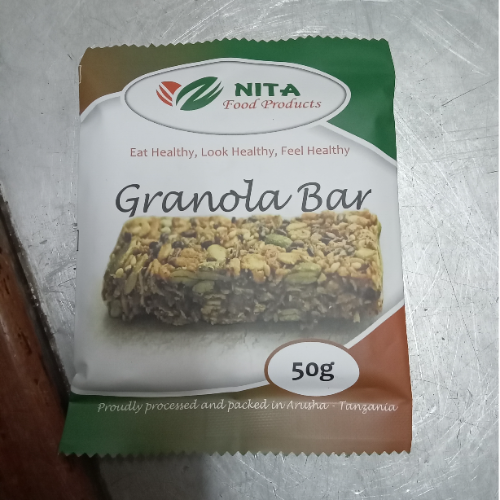 NITA
Food Products
Eat Healthy, Look Healthy, Feel Healthy
Granola Bar
50g
Proudly processed and packed in Arusha - Tanzania